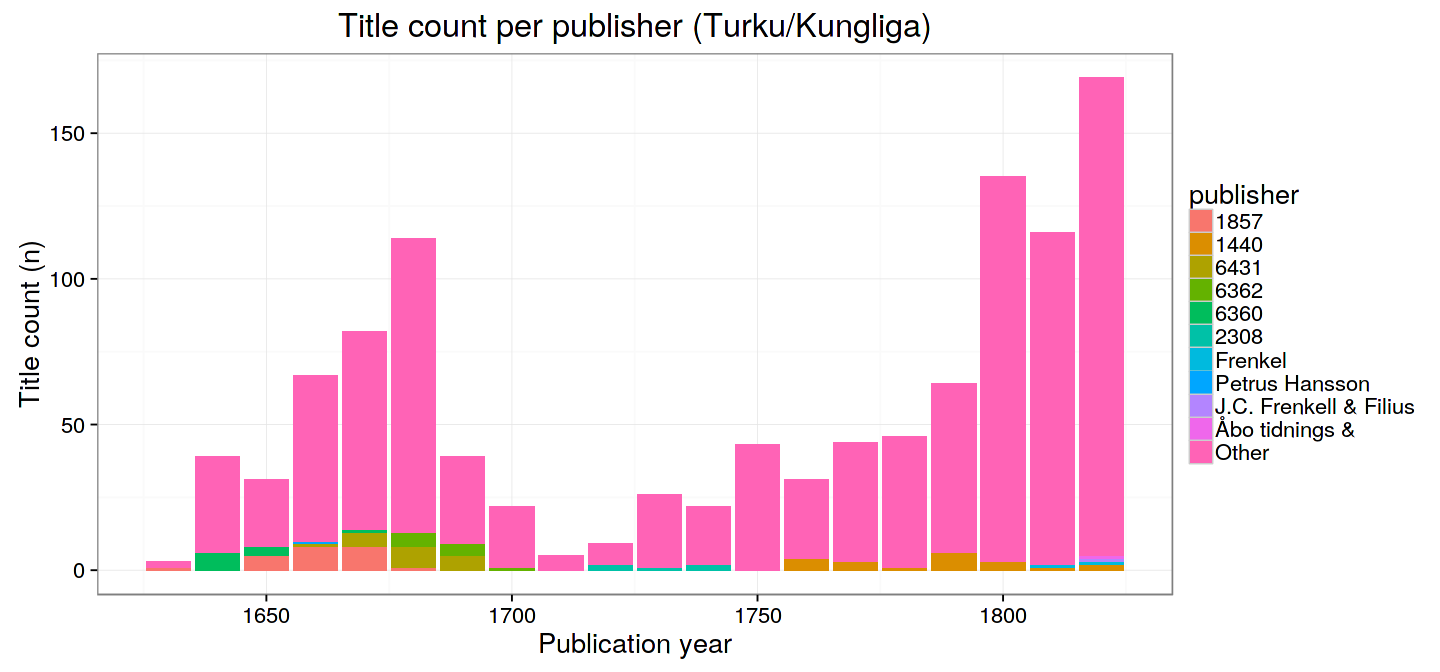 Title count per publisher (Turku/Kungliga)
Title count (n)
150
100
50
0
1650
1700
1750
1800
Publication year
publisher
1857
1440
6431
6362
6360
2308
Frenkel
Petrus Hansson
J.C. Frenkell & Filius
Åbo tidnings &
Other